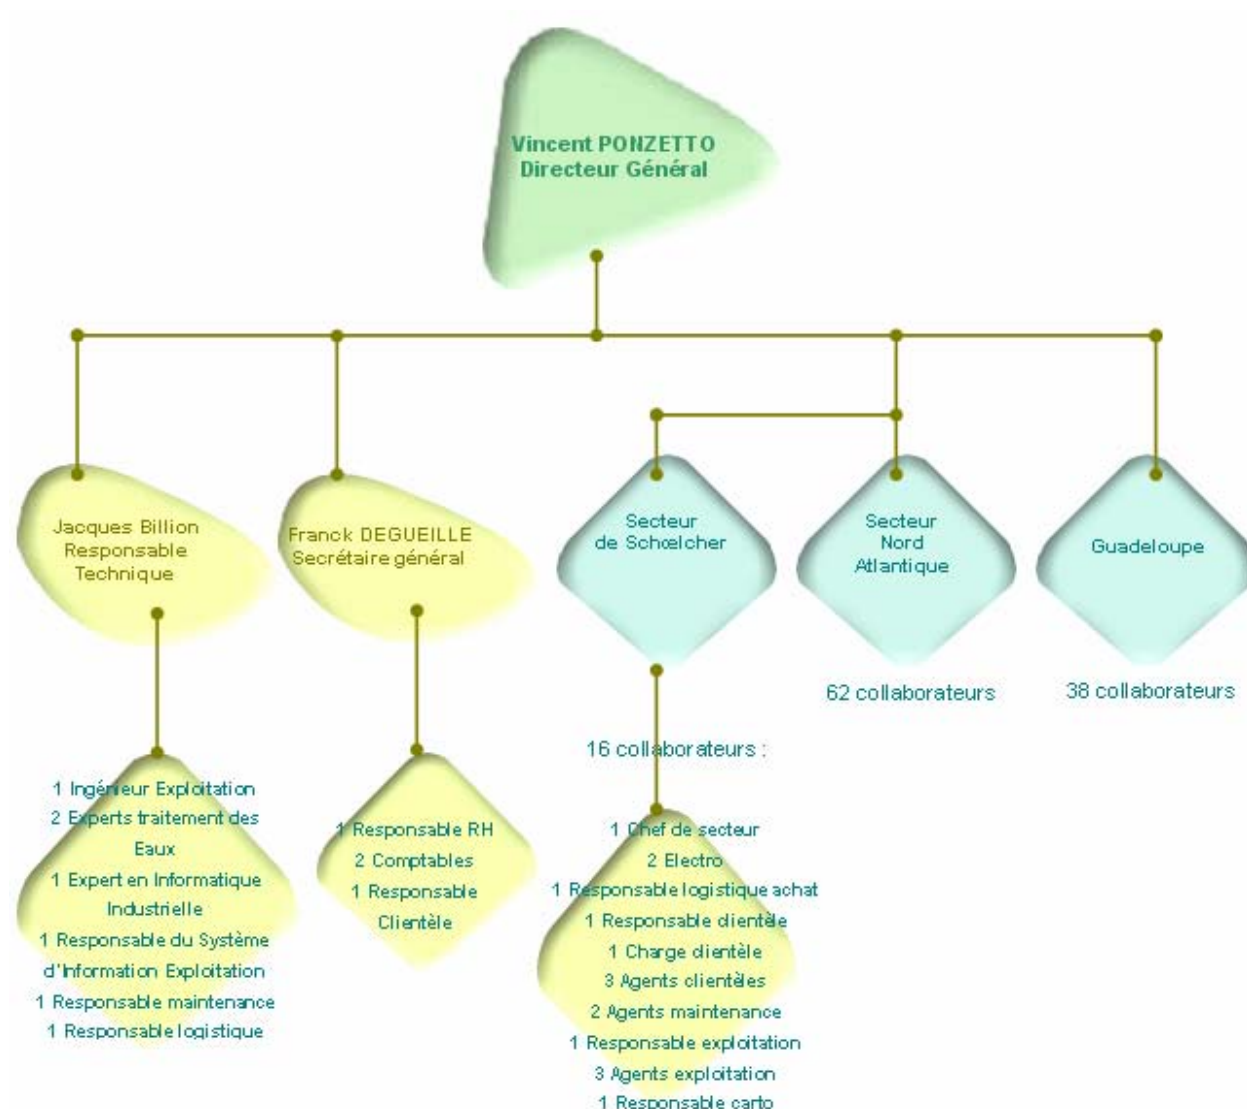 Vincent PONZETTO
Directeur Général
Jacques Billion
Responsable
Technique
Franck DEGUEILLE
Secrétaire général
Secteur
de Schœlcher
Secteur
Nord
Atlantique
Guadeloupe
62 collaborateurs
38 collaborateurs
16 collaborateurs :
1 Ingénieur Exploitation
2 Experts traitement des
Eaux
1 Expert en Informatique
Industrielle
1 Responsable du Système
d'Information Exploitation
1 Responsable maintenance
1 Responsable logistique
1 Responsable RH
2 Comptables
1 Responsable
Clientèle
1 Chef de secteur
2 Electro
1 Responsable logistique achat
1 Responsable clientèle
1 Charge clientèle
3 Agents clientèles
2 Agents maintenance
1 Responsable exploitation
3 Agents exploitation
1 Responsable carto